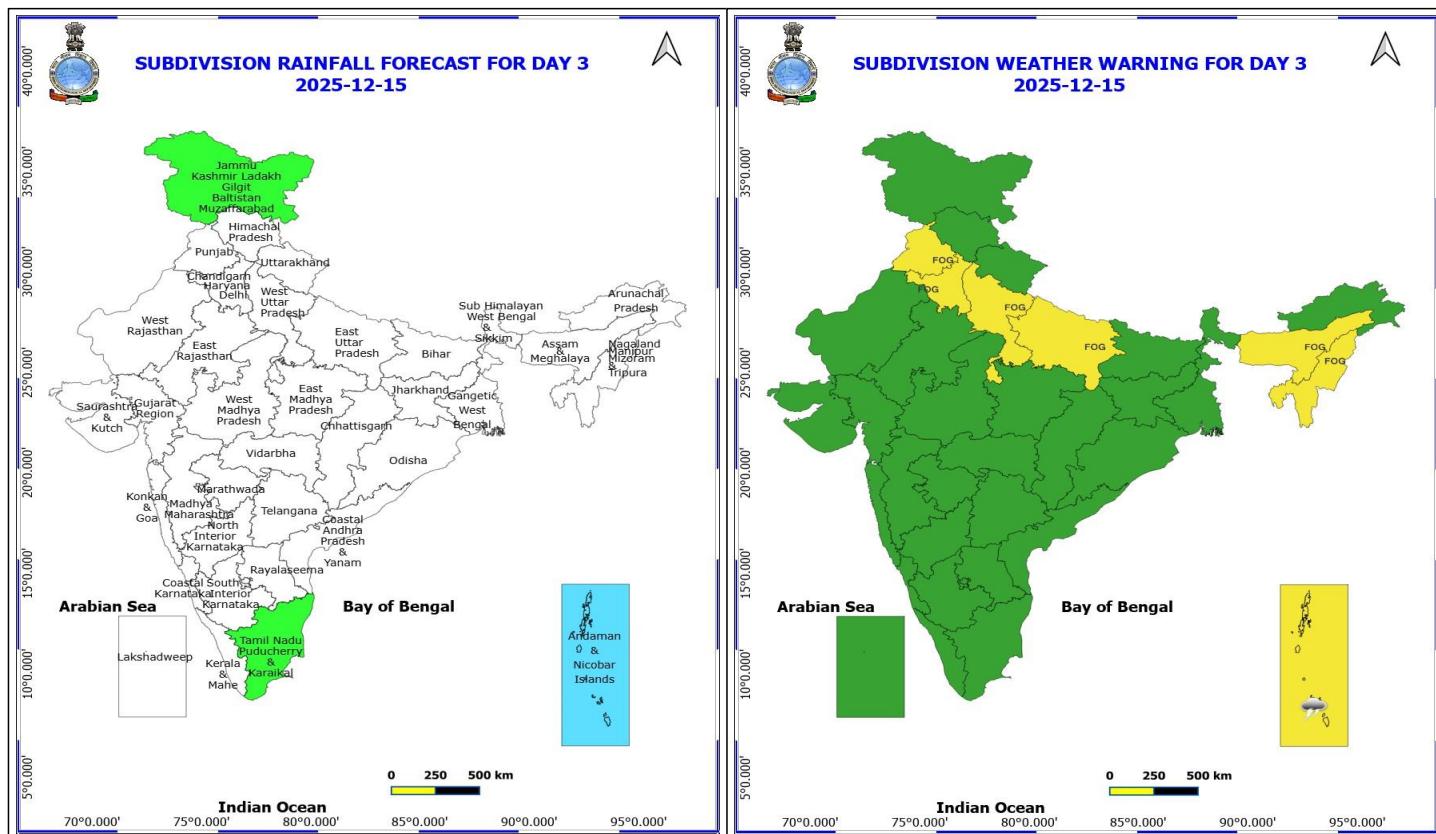 SUBDIVISION RAINFALL FORECAST FOR DAY 3
2025-12-15
40°0.000'
35°0.000'
30°0.000'
25°0.000'
20°0.000'
15°0.000'
10°0.000'
5°0.000'
Jammu
Kashmir Ladakh
Gilgit
Baltistan
Muzaffarabad
Himachal
Pradesh
Punjab
Uttarakhand
Chandigarh
Haryana
Delhi
West
Uttar
Pradesh
West
Rajasthan
East
Rajasthan
East
Uttar
Pradesh
Bihar
Sub Himalayan
West Bengal
&
Sikkim
Arunachal
Pradesh
Assam
&
Meghalaya
Nagaland
Manipur
Mizoram
&
Tripura
Saurashtra
&
Kutch
Gujarat
Region
West
Madhya
Pradesh
East
Madhya
Pradesh
Jharkhand
Gangetic
West
Bengal
Chhattisgarh
Vidarbha
Odisha
Konkan
&
Goa
Madhya
Maharashtra
Marathwada
Telangana
North
Interior
Karnataka
Coastal
Andhra
Pradesh
&
Yanam
Rayalaseema
Coastal
Karnataka
South
Interior
Karnataka
Arabian Sea
Bay of Bengal
Lakshadweep
Kerala
&
Mahe
Tamil Nadu
Puducherry
&
Karaikal
Andaman
&
Nicobar
Islands
0 250 500 km
Indian Ocean
70°0.000' 75°0.000' 80°0.000' 85°0.000' 90°0.000' 95°0.000'
SUBDIVISION WEATHER WARNING FOR DAY 3
2025-12-15
40°0.000'
35°0.000'
30°0.000'
25°0.000'
20°0.000'
15°0.000'
10°0.000'
5°0.000'
FOG
FOG
FOG
FOG
FOG
FOG
Arabian Sea
Bay of Bengal
0 250 500 km
Indian Ocean
70°0.000' 75°0.000' 80°0.000' 85°0.000' 90°0.000' 95°0.000'